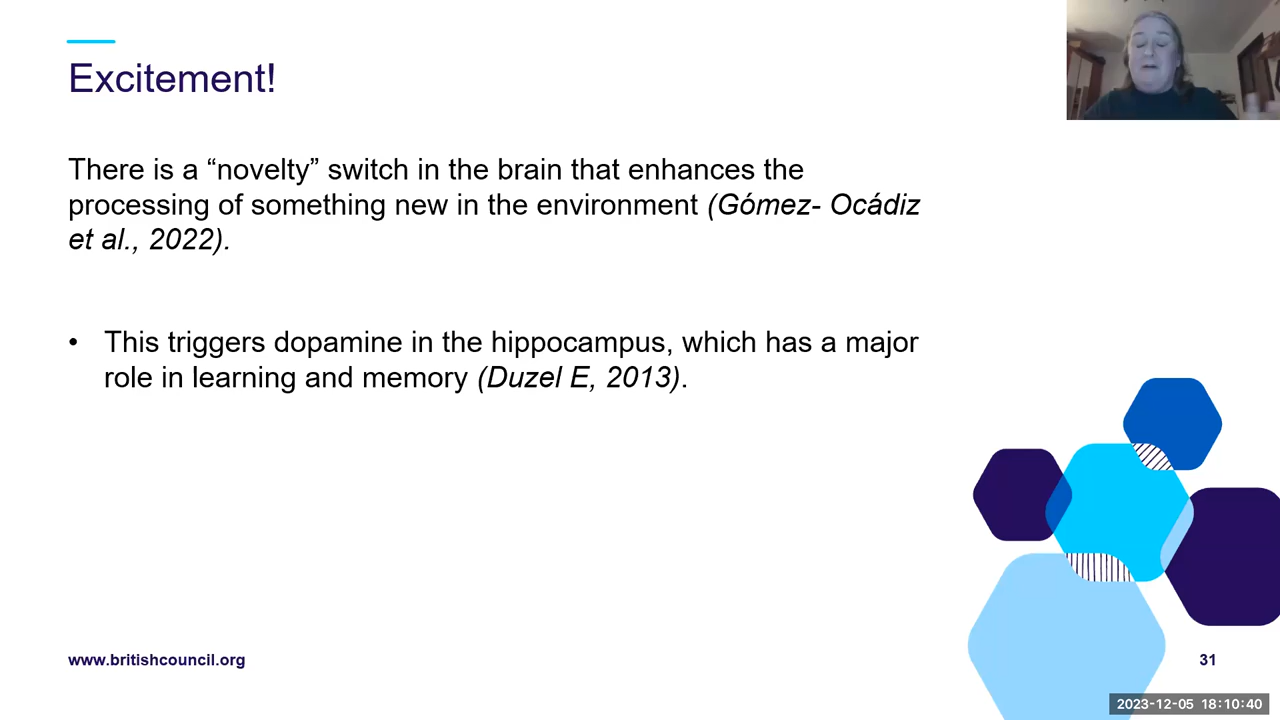 Excitement!
There is a “novelty” switch in the brain that enhances the
processing of something new in the environment (Gómez- Ocádiz
et al., 2022).
• This triggers dopamine in the hippocampus, which has a major
role in learning and memory (Duzel E, 2013).
www.britishcouncil.org
31
2023-12-05 18:10:40